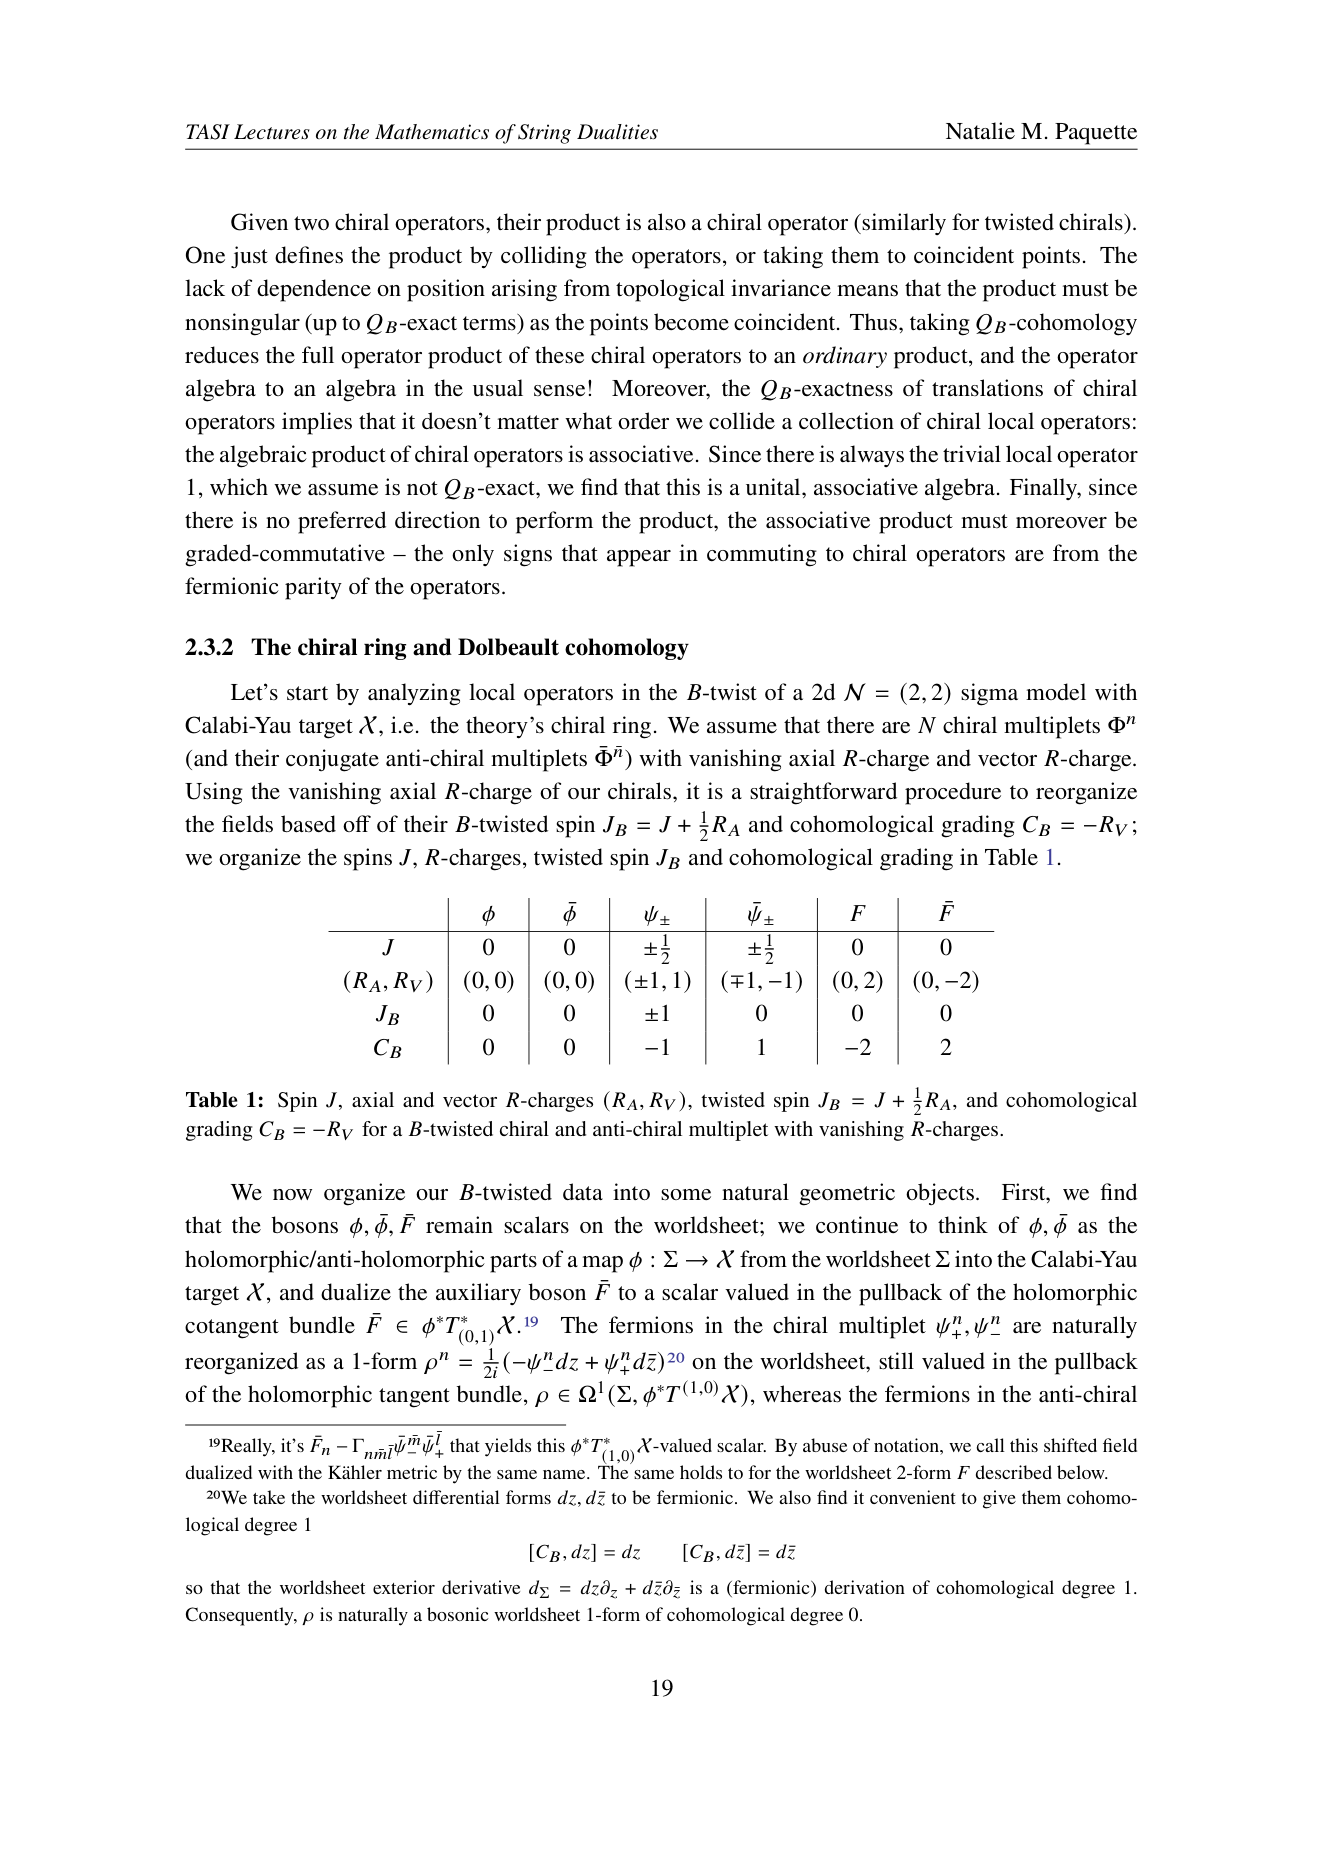 TASI Lectures on the Mathematics of String Dualities Natalie M. Paquette
Given two chiral operators, their product is also a chiral operator (similarly for twisted chirals).
One just defines the product by colliding the operators, or taking them to coincident points. The
lack of dependence on position arising from topological invariance means that the product must be
nonsingular (up to Q_B-exact terms) as the points become coincident. Thus, taking Q_B-cohomology
reduces the full operator product of these chiral operators to an ordinary product, and the operator
algebra to an algebra in the usual sense! Moreover, the Q_B-exactness of translations of chiral
operators implies that it doesn't matter what order we collide a collection of chiral local operators:
the algebraic product of chiral operators is associative. Since there is always the trivial local operator
1, which we assume is not Q_B-exact, we find that this is a unital, associative algebra. Finally, since
there is no preferred direction to perform the product, the associative product must moreover be
graded-commutative – the only signs that appear in commuting to chiral operators are from the
fermionic parity of the operators.
2.3.2 The chiral ring and Dolbeault cohomology
Let's start by analyzing local operators in the B-twist of a 2d 𝒩 = (2, 2) sigma model with
Calabi-Yau target 𝒳, i.e. the theory's chiral ring. We assume that there are N chiral multiplets Φⁿ
(and their conjugate anti-chiral multiplets Φ̄^n̄) with vanishing axial R-charge and vector R-charge.
Using the vanishing axial R-charge of our chirals, it is a straightforward procedure to reorganize
the fields based off of their B-twisted spin J_B = J + ½R_A and cohomological grading C_B = −R_V;
we organize the spins J, R-charges, twisted spin J_B and cohomological grading in Table 1.
ϕ ϕ̄ ψ± ψ̄± F F̄
J 0 0 ±½ ±½ 0 0
(R_A, R_V) (0, 0) (0, 0) (±1, 1) (∓1, −1) (0, 2) (0, −2)
J_B 0 0 ±1 0 0 0
C_B 0 0 −1 1 −2 2
Table 1: Spin J, axial and vector R-charges (R_A, R_V), twisted spin J_B = J + ½R_A, and cohomological
grading C_B = −R_V for a B-twisted chiral and anti-chiral multiplet with vanishing R-charges.
We now organize our B-twisted data into some natural geometric objects. First, we find
that the bosons ϕ, ϕ̄, F̄ remain scalars on the worldsheet; we continue to think of ϕ, ϕ̄ as the
holomorphic/anti-holomorphic parts of a map ϕ : Σ → 𝒳 from the worldsheet Σ into the Calabi-Yau
target 𝒳, and dualize the auxiliary boson F̄ to a scalar valued in the pullback of the holomorphic
cotangent bundle F̄ ∈ ϕ*T*_(0,1)𝒳.¹⁹ The fermions in the chiral multiplet ψ₊ⁿ, ψ₋ⁿ are naturally
reorganized as a 1-form ρⁿ = 1/2i (−ψ₋ⁿdz + ψ₊ⁿdz̄)²⁰ on the worldsheet, still valued in the pullback
of the holomorphic tangent bundle, ρ ∈ Ω¹(Σ, ϕ*T^(1,0)𝒳), whereas the fermions in the anti-chiral
¹⁹Really, it's F̄_n − Γ_{nm̄l̄}ψ̄₋^m̄ψ̄₊^l̄ that yields this ϕ*T*_(1,0)𝒳-valued scalar. By abuse of notation, we call this shifted field
dualized with the Kähler metric by the same name. The same holds to for the worldsheet 2-form F described below.
²⁰We take the worldsheet differential forms dz, dz̄ to be fermionic. We also find it convenient to give them cohomo-
logical degree 1
[C_B, dz] = dz [C_B, dz̄] = dz̄
so that the worldsheet exterior derivative d_Σ = dz∂_z + dz̄∂_z̄ is a (fermionic) derivation of cohomological degree 1.
Consequently, ρ is naturally a bosonic worldsheet 1-form of cohomological degree 0.
19